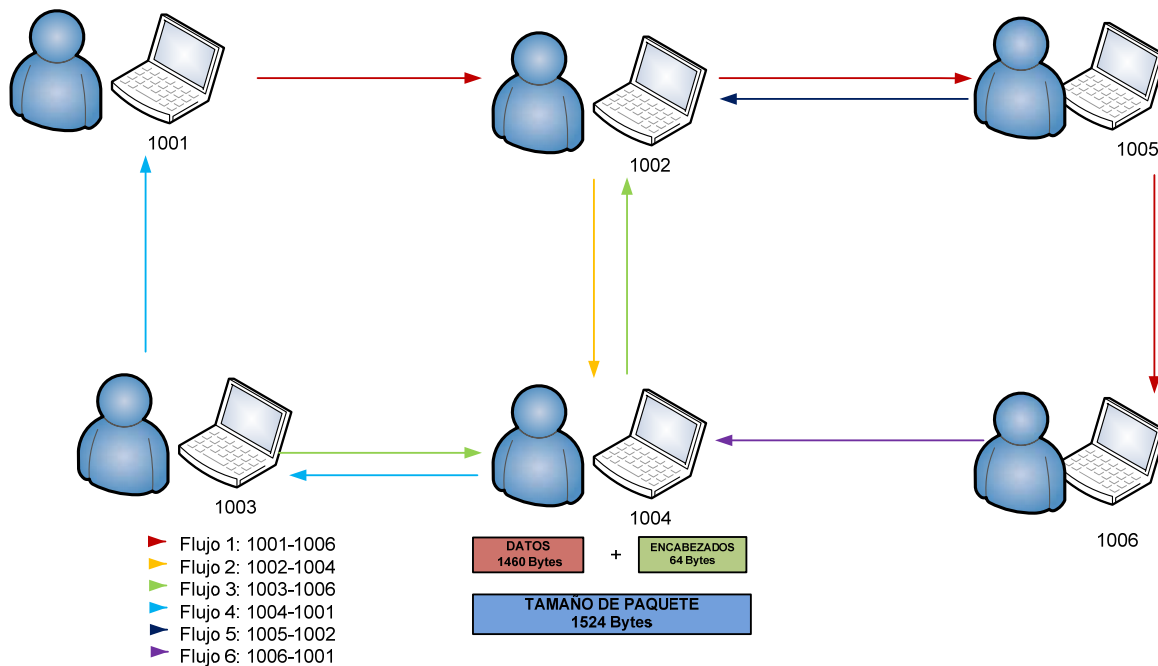 1001
1002
1005
1003
1004
1006
Flujo 1: 1001-1006
Flujo 2: 1002-1004
Flujo 3: 1003-1006
Flujo 4: 1004-1001
Flujo 5: 1005-1002
Flujo 6: 1006-1001
DATOS
1460 Bytes
+
ENCABEZADOS
64 Bytes
TAMAÑO DE PAQUETE
1524 Bytes